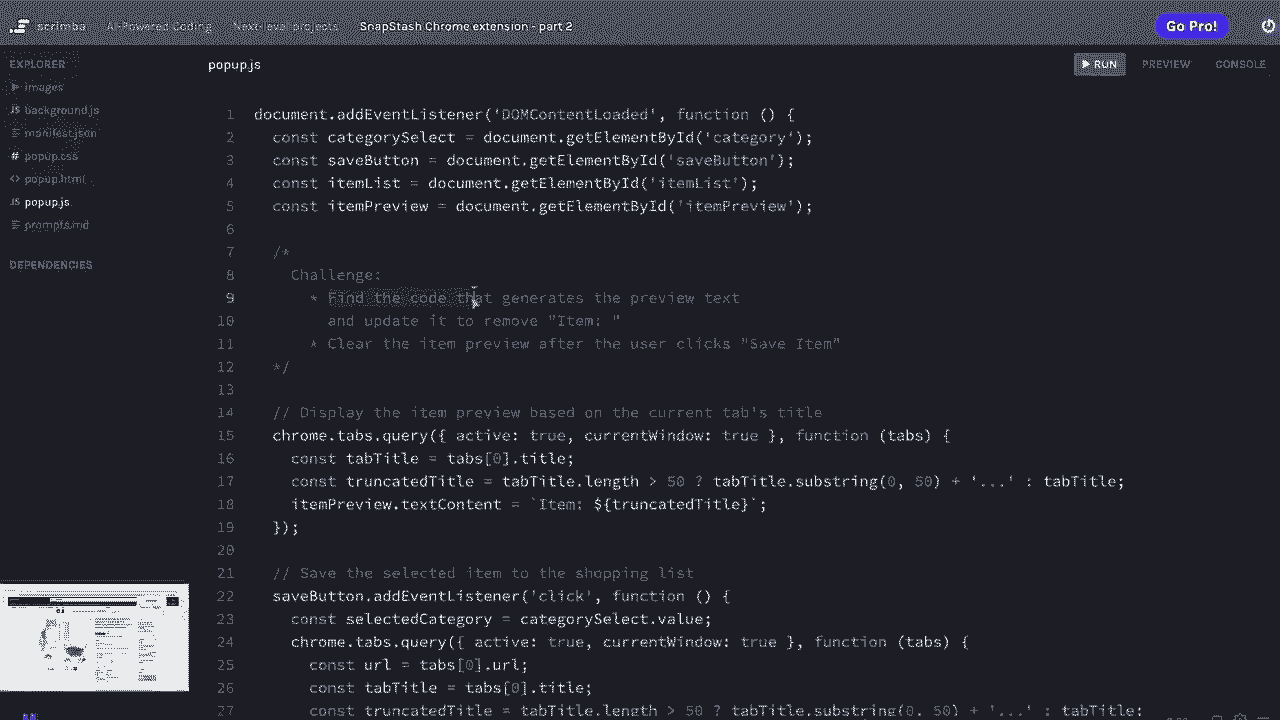 scrimba AI-Powered Coding Next-level projects SnapStash Chrome extension - part 2 Go Pro!
EXPLORER
images
JS background.js
manifest.json
# popup.css
<> popup.html
JS popup.js
prompts.md
DEPENDENCIES
popup.js RUN PREVIEW CONSOLE
1 document.addEventListener('DOMContentLoaded', function () {
2 const categorySelect = document.getElementById('category');
3 const saveButton = document.getElementById('saveButton');
4 const itemList = document.getElementById('itemList');
5 const itemPreview = document.getElementById('itemPreview');
6
7 /*
8 Challenge:
9 * Find the code that generates the preview text
10 and update it to remove "Item: "
11 * Clear the item preview after the user clicks "Save Item"
12 */
13
14 // Display the item preview based on the current tab's title
15 chrome.tabs.query({ active: true, currentWindow: true }, function (tabs) {
16 const tabTitle = tabs[0].title;
17 const truncatedTitle = tabTitle.length > 50 ? tabTitle.substring(0, 50) + '...' : tabTitle;
18 itemPreview.textContent = `Item: ${truncatedTitle}`;
19 });
20
21 // Save the selected item to the shopping list
22 saveButton.addEventListener('click', function () {
23 const selectedCategory = categorySelect.value;
24 chrome.tabs.query({ active: true, currentWindow: true }, function (tabs) {
25 const url = tabs[0].url;
26 const tabTitle = tabs[0].title;
27 const truncatedTitle = tabTitle.length > 50 ? tabTitle.substring(0, 50) + '...' : tabTitle;